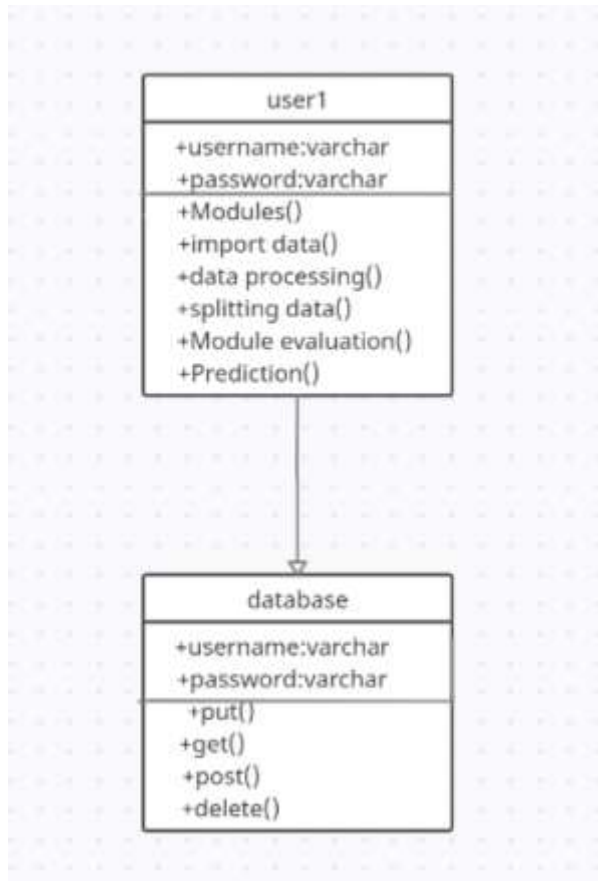 user1
+username:varchar
+password:varchar
+Modules()
+import data()
+data processing()
+splitting data()
+Module evaluation()
+Prediction()
database
+username:varchar
+password:varchar
+put()
+get()
+post()
+delete()